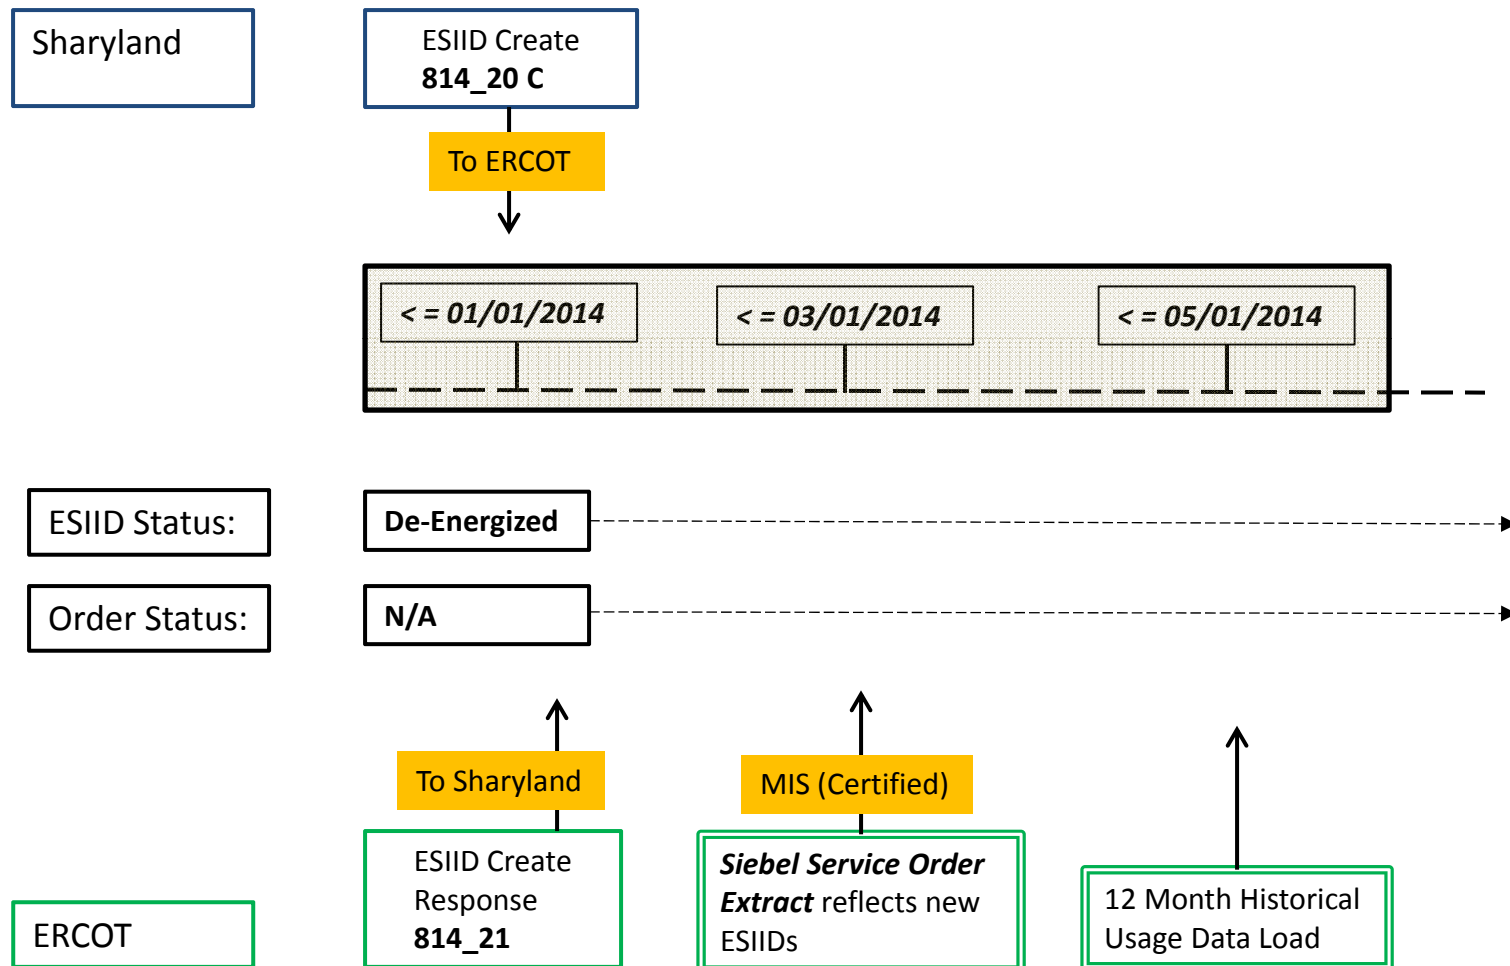 Sharyland
ESIID Create
814_20 C
To ERCOT
< = 01/01/2014
< = 03/01/2014
< = 05/01/2014
ESIID Status:
De-Energized
Order Status:
N/A
To Sharyland
MIS (Certified)
ESIID Create
Response
814_21
Siebel Service Order
Extract reflects new
ESIIDs
12 Month Historical
Usage Data Load
ERCOT